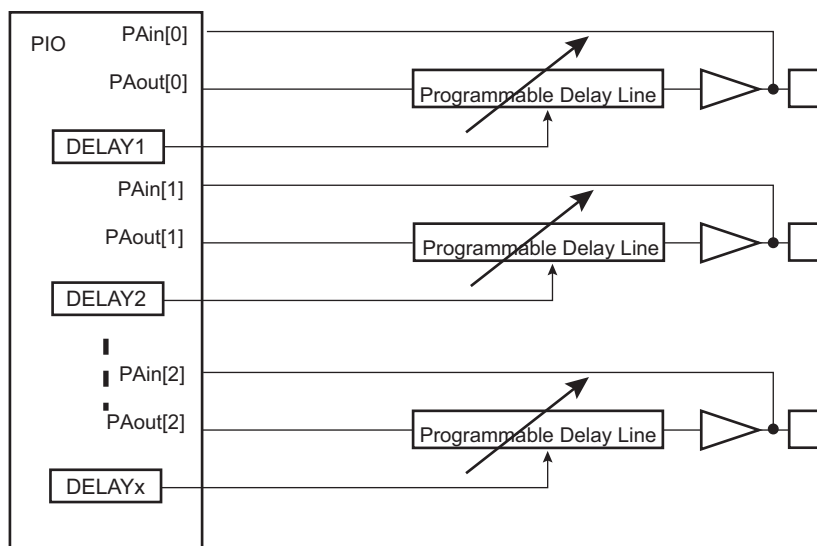 PIO
PAin[0]
PAout[0]
Programmable Delay Line
DELAY1
PAin[1]
PAout[1]
Programmable Delay Line
DELAY2
PAin[2]
PAout[2]
Programmable Delay Line
DELAYx